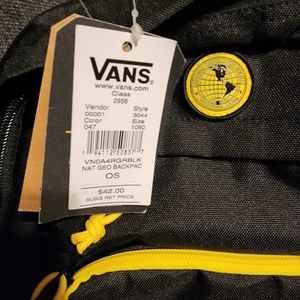 VANS
www.vans.com
Class
2958
Vendor Style
00001 3044
Color Size
047 1060
VN0A4RGRBLK
NAT GEO BACKPAC
OS
$42.00
SUGG RET PRICE